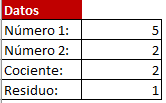 Datos
Número 1: 5
Número 2: 2
Cociente: 2
Residuo: 1